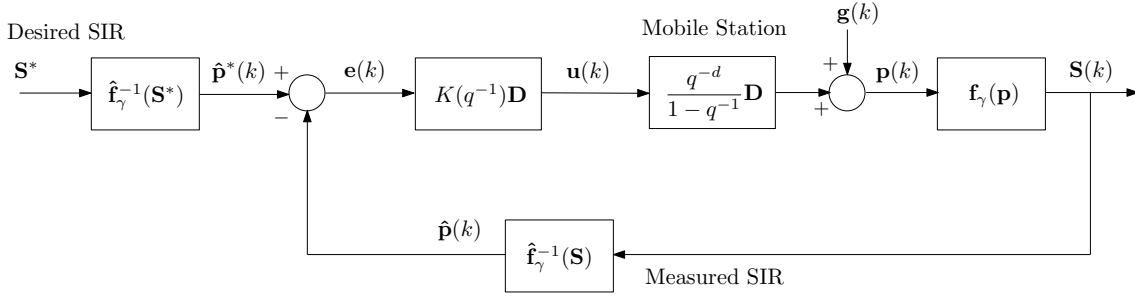 Desired SIR
Mobile Station
g(k)
S*
p̂*(k)
e(k)
u(k)
p(k)
S(k)
+
+
+
−
f̂γ⁻¹(S*)
K(q⁻¹)D
q⁻ᵈ
1 − q⁻¹
D
fγ(p)
p̂(k)
f̂γ⁻¹(S)
Measured SIR